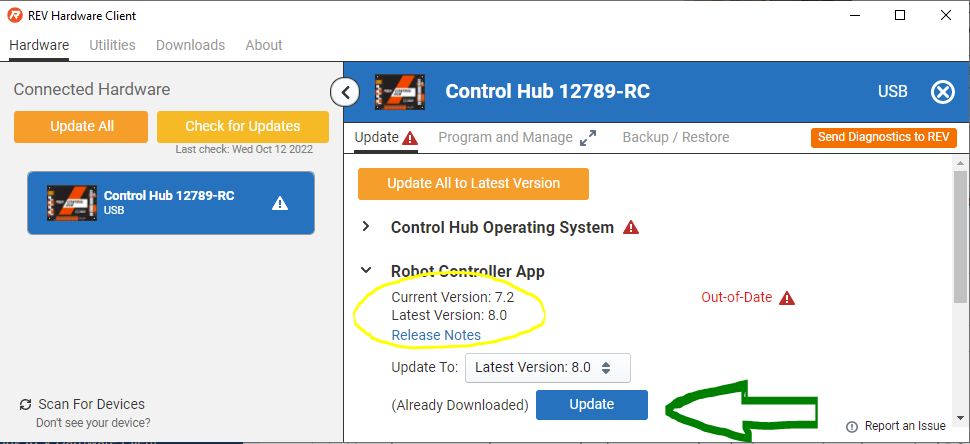 REV Hardware Client
Hardware Utilities Downloads About
Connected Hardware
Update All Check for Updates
Last check: Wed Oct 12 2022
Control Hub 12789-RC
USB
Scan For Devices
Don't see your device?
Control Hub 12789-RC USB
Update Program and Manage Backup / Restore Send Diagnostics to REV
Update All to Latest Version
Control Hub Operating System
Robot Controller App
Current Version: 7.2 Out-of-Date
Latest Version: 8.0
Release Notes
Update To: Latest Version: 8.0
(Already Downloaded) Update
Report an Issue